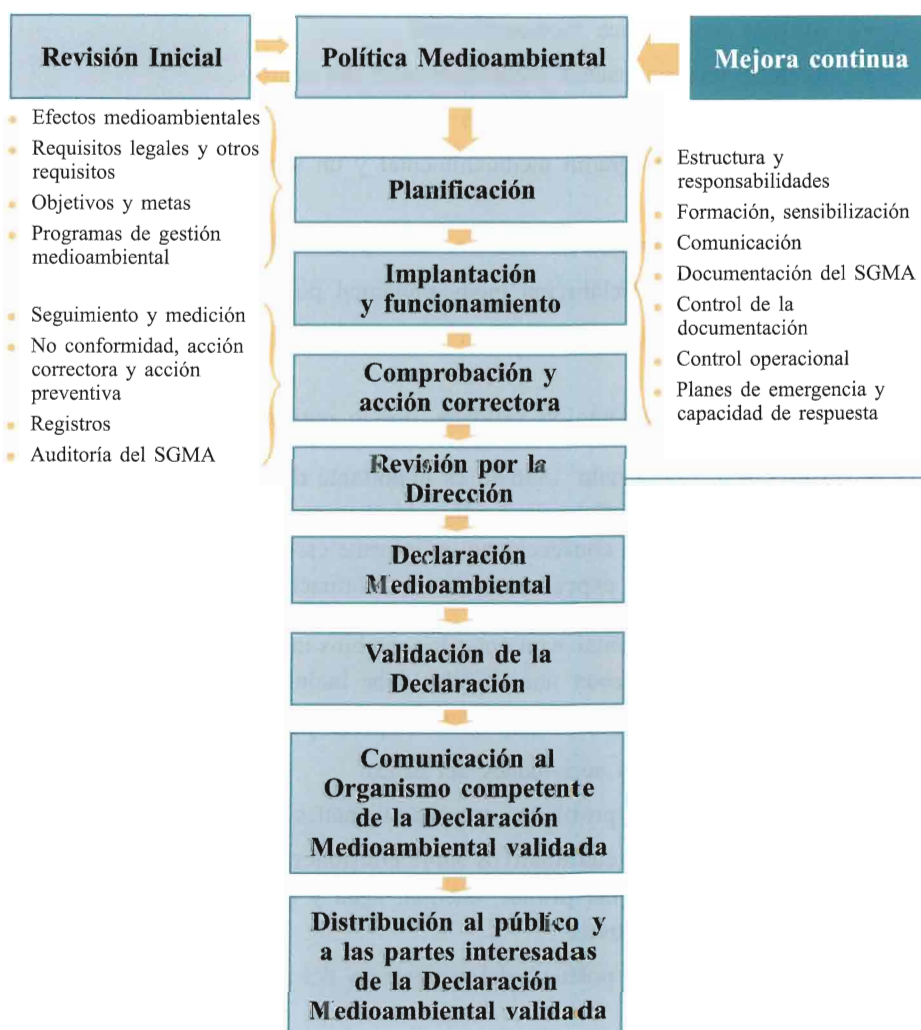 Revisión Inicial
Política Medioambiental
Mejora continua
Efectos medioambientales
Requisitos legales y otros
requisitos
Objetivos y metas
Programas de gestión
medioambiental
Seguimiento y medición
No conformidad, acción
correctora y acción
preventiva
Registros
Auditoría del SGMA
Planificación
Implantación
y funcionamiento
Comprobación y
acción correctora
Revisión por la
Dirección
Declaración
Medioambiental
Validación de la
Declaración
Comunicación al
Organismo competente
de la Declaración
Medioambiental validada
Distribución al público y
a las partes interesadas
de la Declaración
Medioambiental validada
Estructura y
responsabilidades
Formación, sensibilización
Comunicación
Documentación del SGMA
Control de la
documentación
Control operacional
Planes de emergencia y
capacidad de respuesta